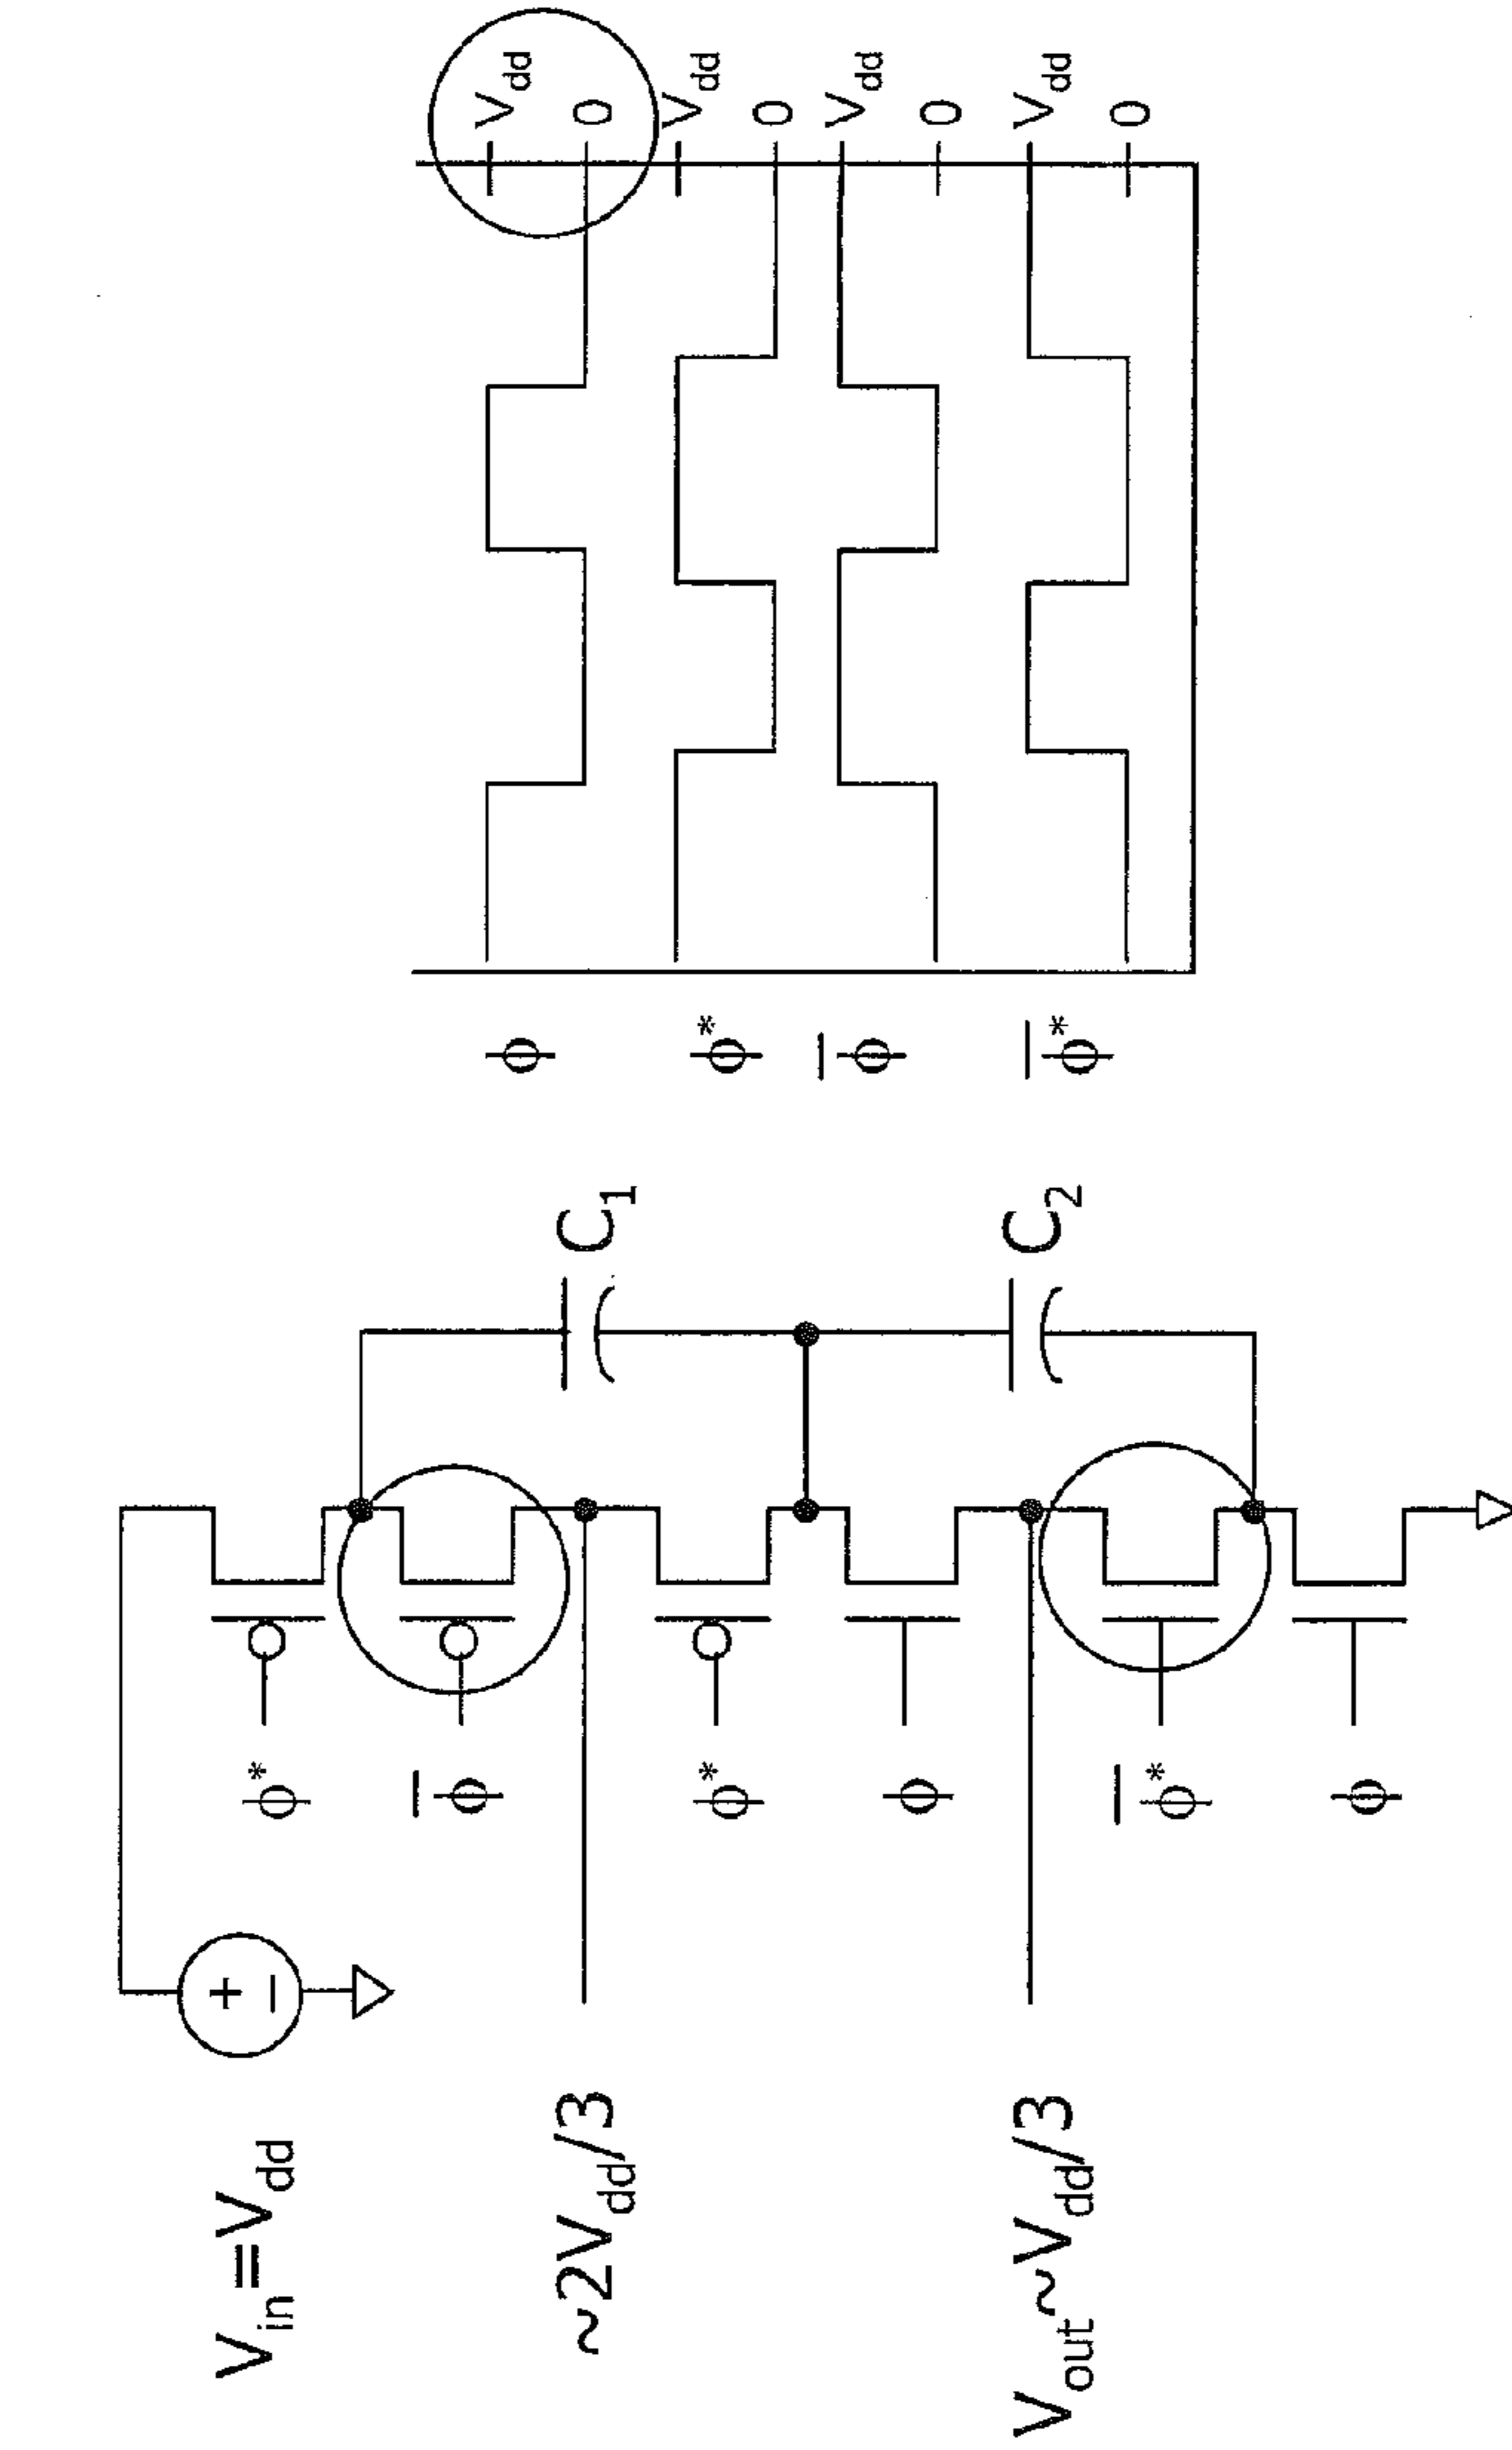 V_in=V_dd
~2V_dd/3
V_out~V_dd/3
+
−
ϕ*
ϕ̅
ϕ*
ϕ
ϕ̅*
ϕ
C_1
C_2
ϕ
ϕ*
ϕ̅
ϕ̅*
V_dd
0
V_dd
0
V_dd
0
V_dd
0